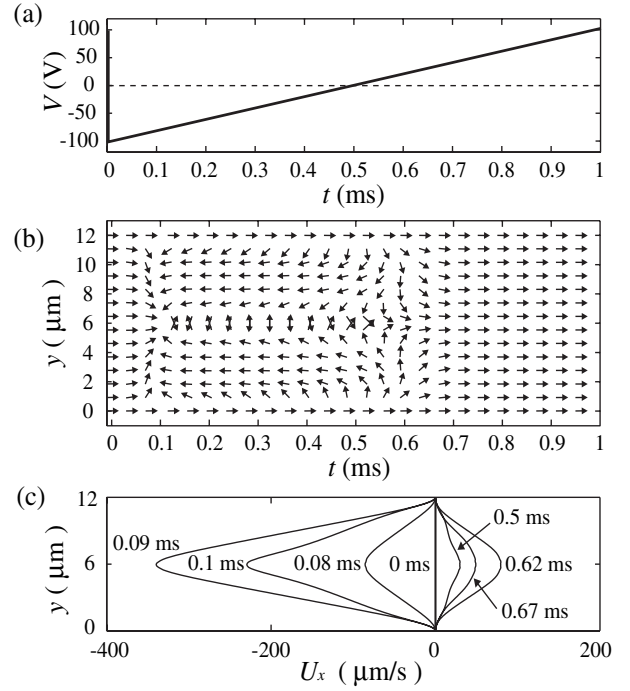 (a)
V (V)
100
50
0
-50
-100
0 0.1 0.2 0.3 0.4 0.5 0.6 0.7 0.8 0.9 1
t (ms)
(b)
y ( μm)
12
10
8
6
4
2
0
0 0.1 0.2 0.3 0.4 0.5 0.6 0.7 0.8 0.9 1
t (ms)
(c)
y ( μm)
12
6
0
0.09 ms
0.1 ms
0.08 ms
0 ms
0.5 ms
0.62 ms
0.67 ms
-400 -200 0 200
Ux ( μm/s)